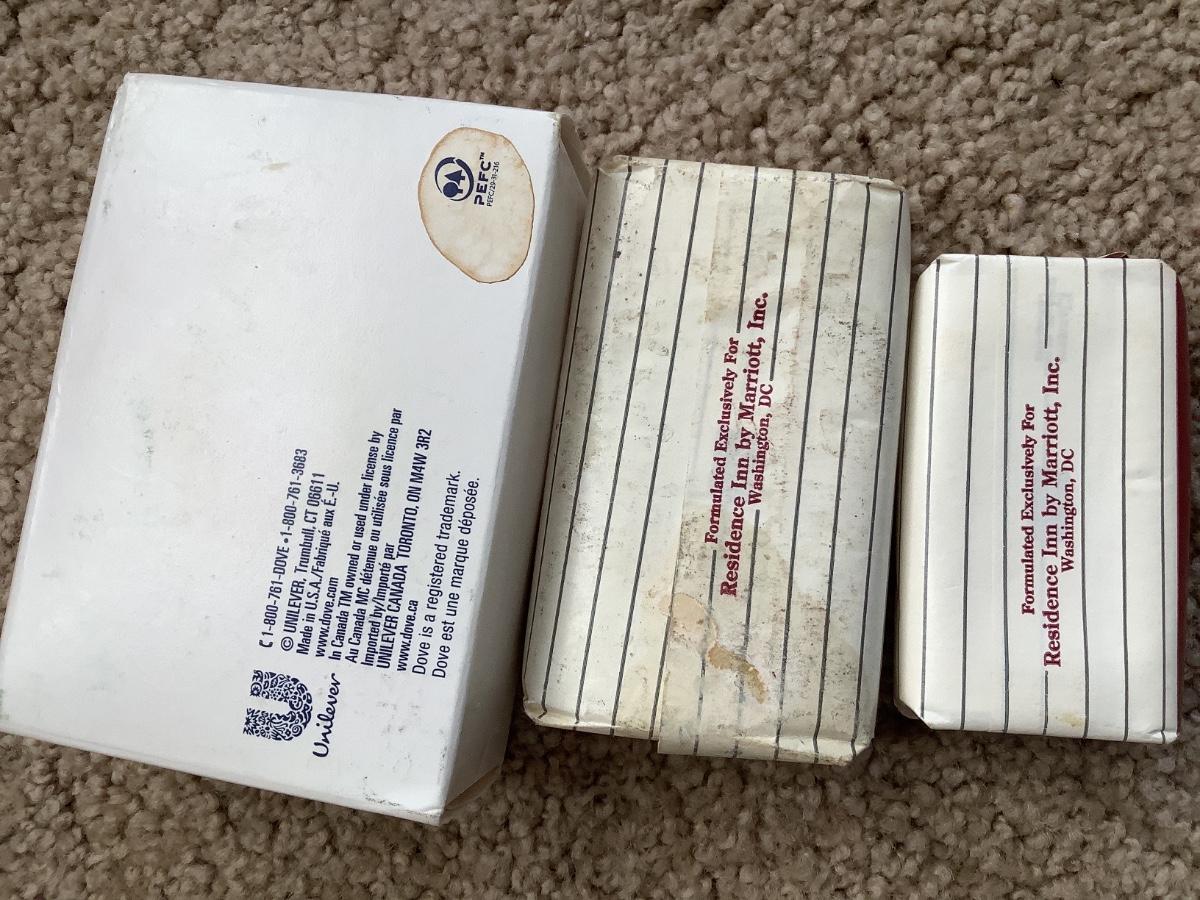 PEFC™
PEFC/29-31-216
✆ 1-800-761-DOVE • 1-800-761-3683
© UNILEVER, Trumbull, CT 06611
Made in U.S.A./Fabriqué aux É.-U.
www.dove.com
In Canada TM owned or used under license by
Au Canada MC détenue ou utilisée sous licence par
Imported by/Importé par
UNILEVER CANADA TORONTO, ON M4W 3R2
www.dove.ca
Dove is a registered trademark.
Dove est une marque déposée.
Unilever
Formulated Exclusively For
Residence Inn by Marriott, Inc.
Washington, DC
Formulated Exclusively For
Residence Inn by Marriott, Inc.
Washington, DC